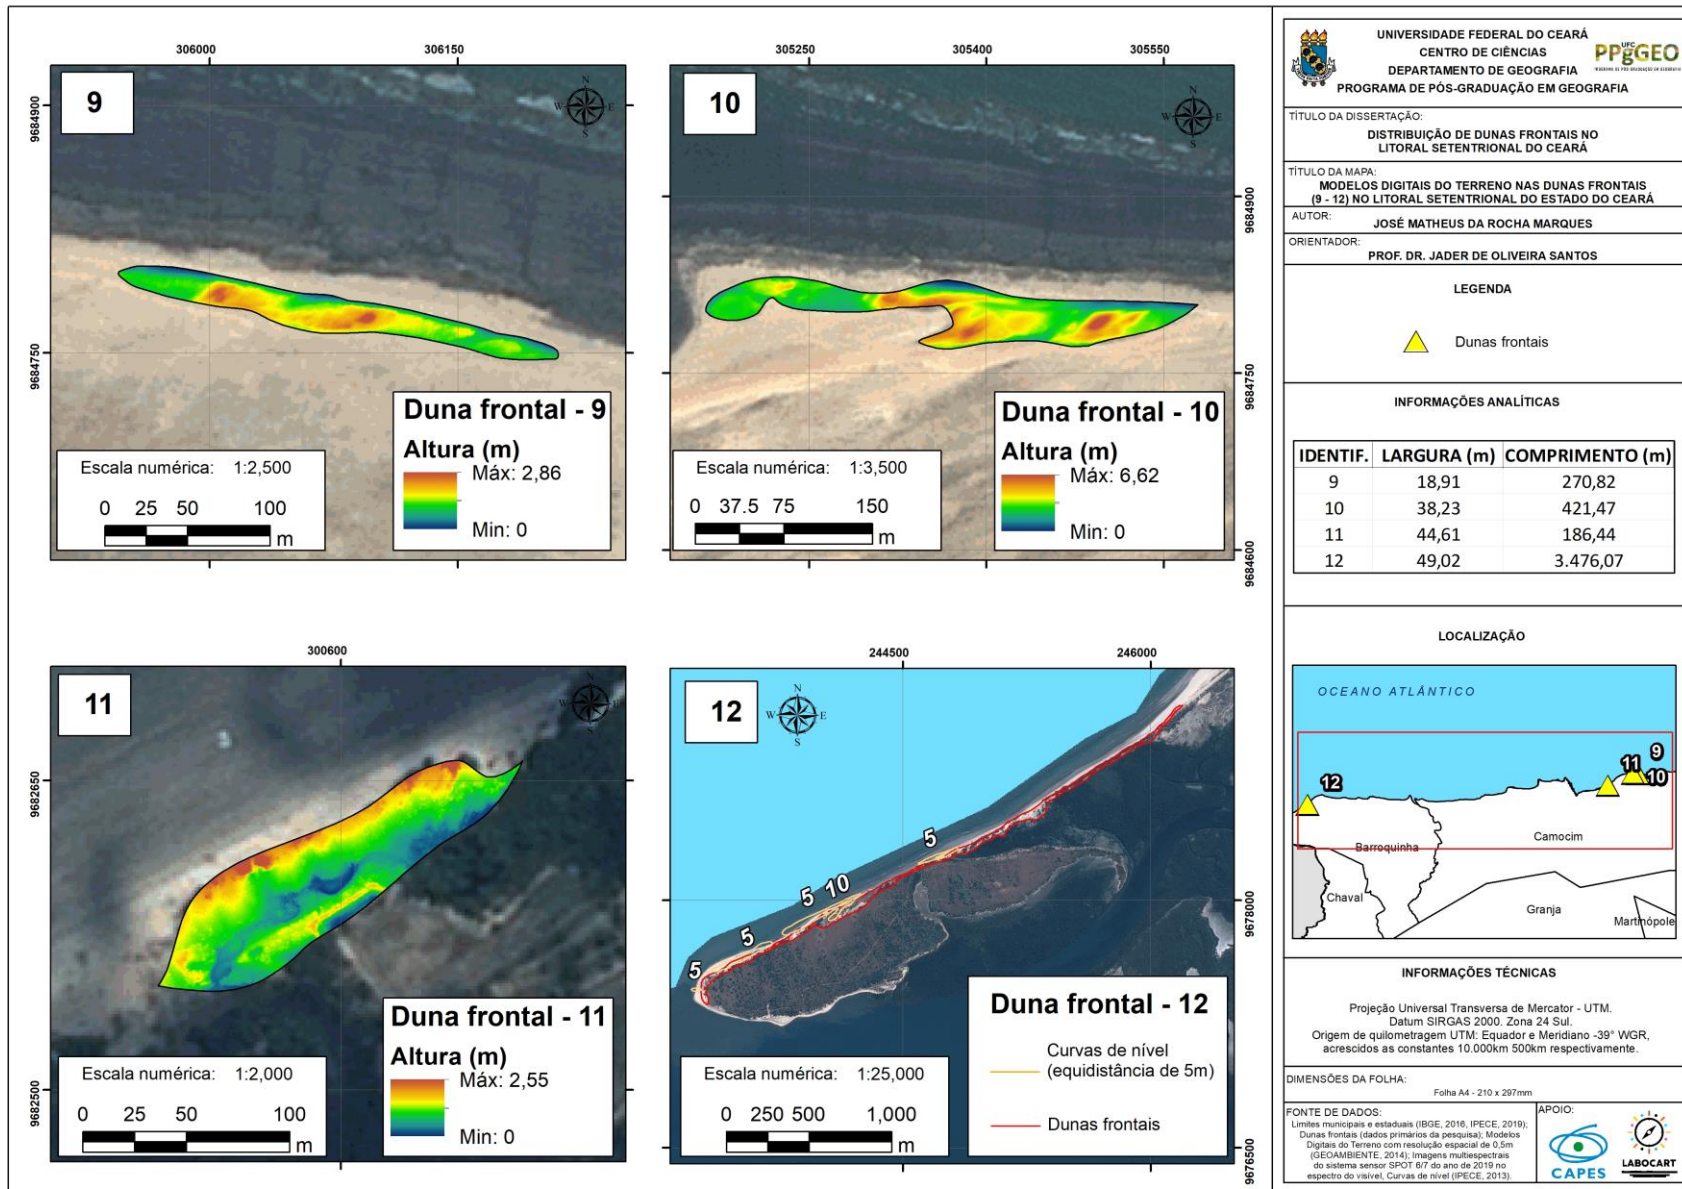 306000
306150
9684900
9684750
9
N
W
E
S
Duna frontal - 9
Altura (m)
Máx: 2,86
Min: 0
Escala numérica: 1:2,500
0 25 50 100
m
305250
305400
305550
9684900
9684750
9684600
10
N
W
E
S
Duna frontal - 10
Altura (m)
Máx: 6,62
Min: 0
Escala numérica: 1:3,500
0 37.5 75 150
m
300600
9682650
9682500
11
N
W
E
S
Duna frontal - 11
Altura (m)
Máx: 2,55
Min: 0
Escala numérica: 1:2,000
0 25 50 100
m
244500
246000
9678000
9676500
12
N
W
E
S
5
5 10
5
5
Duna frontal - 12
Curvas de nível
(equidistância de 5m)
Dunas frontais
Escala numérica: 1:25,000
0 250 500 1,000
m
UNIVERSIDADE FEDERAL DO CEARÁ
CENTRO DE CIÊNCIAS
DEPARTAMENTO DE GEOGRAFIA
PROGRAMA DE PÓS-GRADUAÇÃO EM GEOGRAFIA
UFC
PPgGEO
PROGRAMA DE PÓS-GRADUAÇÃO EM GEOGRAFIA
TÍTULO DA DISSERTAÇÃO:
DISTRIBUIÇÃO DE DUNAS FRONTAIS NO
LITORAL SETENTRIONAL DO CEARÁ
TÍTULO DA MAPA:
MODELOS DIGITAIS DO TERRENO NAS DUNAS FRONTAIS
(9 - 12) NO LITORAL SETENTRIONAL DO ESTADO DO CEARÁ
AUTOR:
JOSÉ MATHEUS DA ROCHA MARQUES
ORIENTADOR:
PROF. DR. JADER DE OLIVEIRA SANTOS
LEGENDA
Dunas frontais
INFORMAÇÕES ANALÍTICAS
IDENTIF. LARGURA (m) COMPRIMENTO (m)
9 18,91 270,82
10 38,23 421,47
11 44,61 186,44
12 49,02 3.476,07
LOCALIZAÇÃO
OCEANO ATLÂNTICO
9
11
10
12
Barroquinha
Camocim
Chaval
Granja
Martinópole
INFORMAÇÕES TÉCNICAS
Projeção Universal Transversa de Mercator - UTM.
Datum SIRGAS 2000. Zona 24 Sul.
Origem de quilometragem UTM: Equador e Meridiano -39° WGR,
acrescidos as constantes 10.000km 500km respectivamente.
DIMENSÕES DA FOLHA:
Folha A4 - 210 x 297mm
FONTE DE DADOS:
Limites municipais e estaduais (IBGE, 2016, IPECE, 2019);
Dunas frontais (dados primários da pesquisa); Modelos
Digitais do Terreno com resolução espacial de 0,5m
(GEOAMBIENTE, 2014); Imagens multiespectrais
do sistema sensor SPOT 6/7 do ano de 2019 no
espectro do visível, Curvas de nível (IPECE, 2013).
APOIO:
CAPES
LABOCART